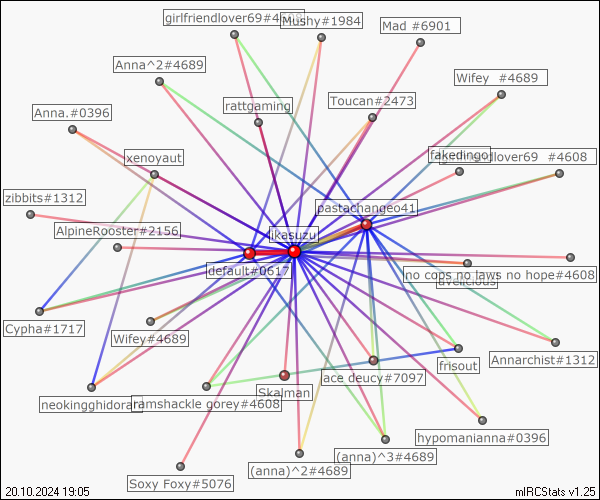 girlfriendlover69#4608
Mushy#1984
Mad #6901
Anna^2#4689
Wifey #4689
Anna.#0396
rattgaming
Toucan#2473
xenoyaut
fakedingo
lover69 #4608
zibbits#1312
pastachangeo41
AlpineRooster#2156
ikasuzu
default#0617
no cops no laws no hope#4608
Cypha#1717
Wifey#4689
Annarchist#1312
frisout
ace deucy#7097
Skalman
neokingghidorah
ramshackle gorey#4608
hypomanianna#0396
(anna)^3#4689
(anna)^2#4689
Soxy Foxy#5076
20.10.2024 19:05
mIRCStats v1.25